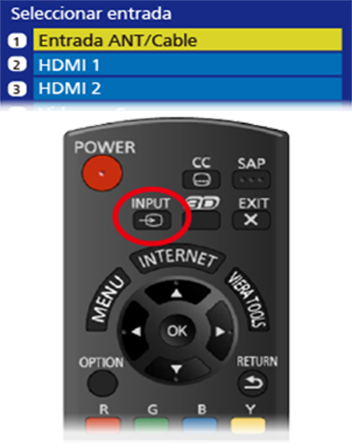 Seleccionar entrada
1 Entrada ANT/Cable
2 HDMI 1
3 HDMI 2
POWER
CC SAP
INPUT 3D EXIT
INTERNET
MENU
VIERA TOOLS
OK
OPTION RETURN
R G B Y